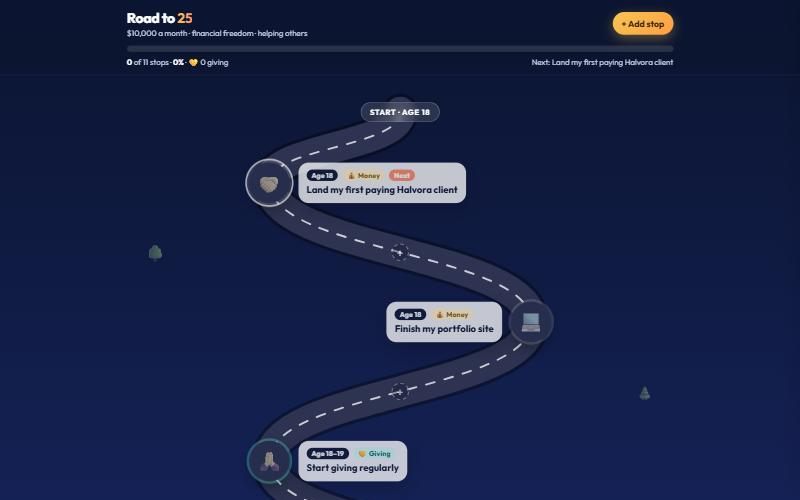 Road to 25
+ Add stop
$10,000 a month · financial freedom · helping others
0 of 11 stops · 0% · 🧡 0 giving
Next: Land my first paying Halvora client
START · AGE 18
Age 18 💰 Money Next
Land my first paying Halvora client
+
Age 18 💰 Money
Finish my portfolio site
+
Age 18–19 🧡 Giving
Start giving regularly